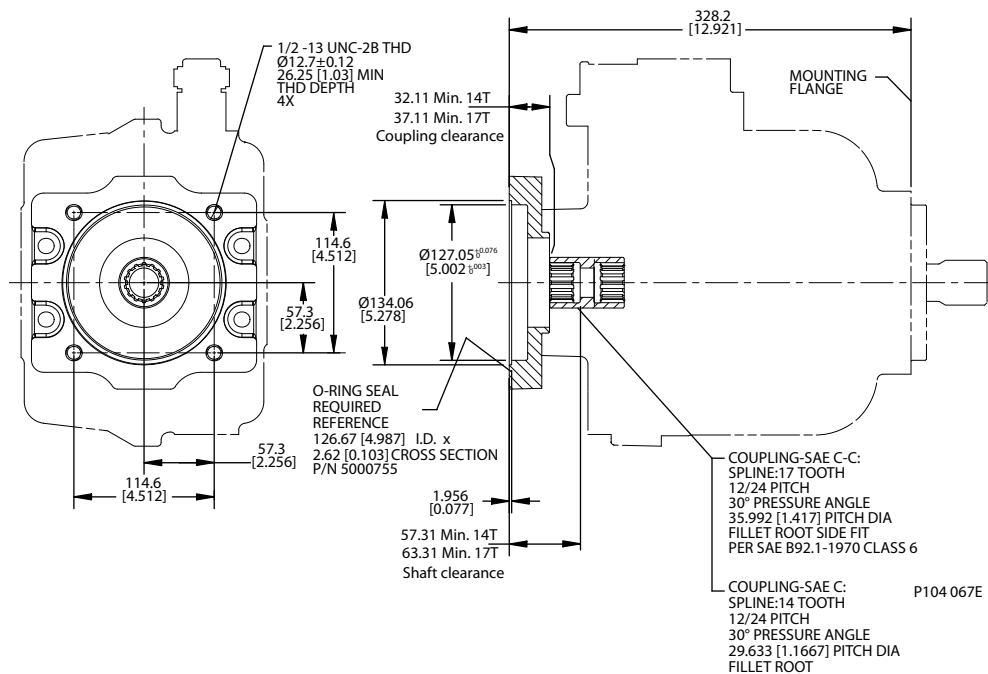 1/2 -13 UNC-2B THD
Ø12.7±0.12
26.25 [1.03] MIN
THD DEPTH
4X
328.2
[12.921]
MOUNTING
FLANGE
32.11 Min. 14T
37.11 Min. 17T
Coupling clearance
114.6
[4.512]
57.3
[2.256]
Ø127.05
[5.002
Ø134.06
[5.278]
O-RING SEAL
REQUIRED
REFERENCE
126.67 [4.987] I.D. x
2.62 [0.103] CROSS SECTION
P/N 5000755
57.3
[2.256]
114.6
[4.512]
1.956
[0.077]
57.31 Min. 14T
63.31 Min. 17T
Shaft clearance
COUPLING-SAE C-C:
SPLINE:17 TOOTH
12/24 PITCH
30° PRESSURE ANGLE
35.992 [1.417] PITCH DIA
FILLET ROOT SIDE FIT
PER SAE B92.1-1970 CLASS 6
COUPLING-SAE C:
SPLINE:14 TOOTH
12/24 PITCH
30° PRESSURE ANGLE
29.633 [1.1667] PITCH DIA
FILLET ROOT
P104 067E